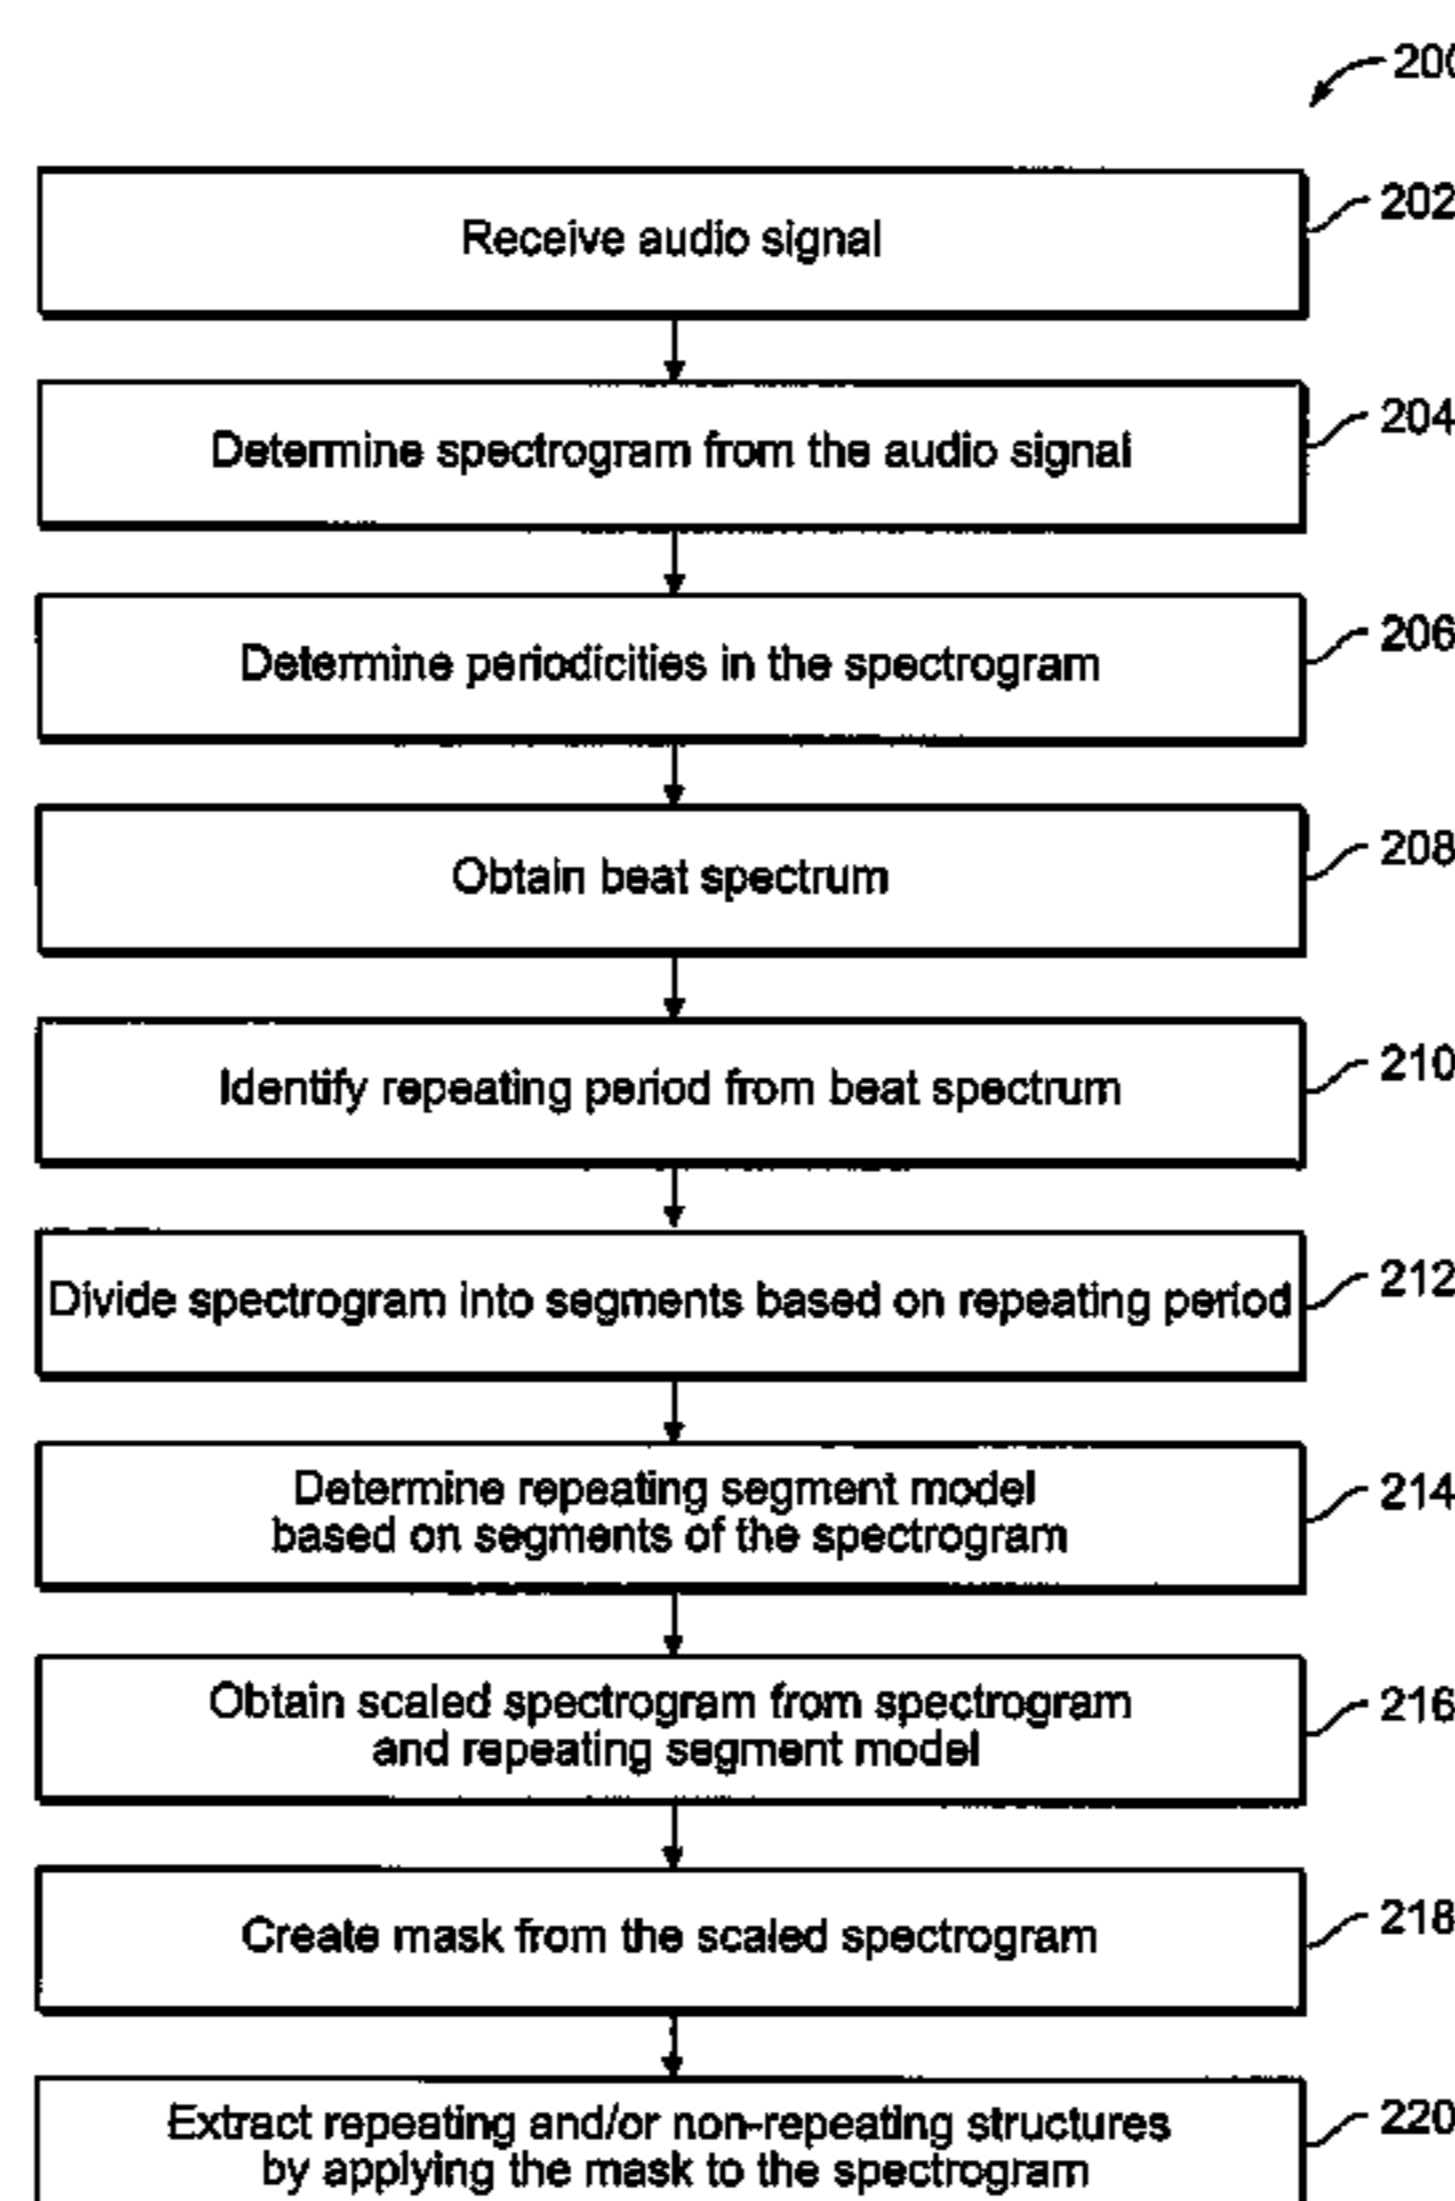 200
Receive audio signal
202
Determine spectrogram from the audio signal
204
Determine periodicities in the spectrogram
206
Obtain beat spectrum
208
Identify repeating period from beat spectrum
210
Divide spectrogram into segments based on repeating period
212
Determine repeating segment model
based on segments of the spectrogram
214
Obtain scaled spectrogram from spectrogram
and repeating segment model
216
Create mask from the scaled spectrogram
218
Extract repeating and/or non-repeating structures
by applying the mask to the spectrogram
220